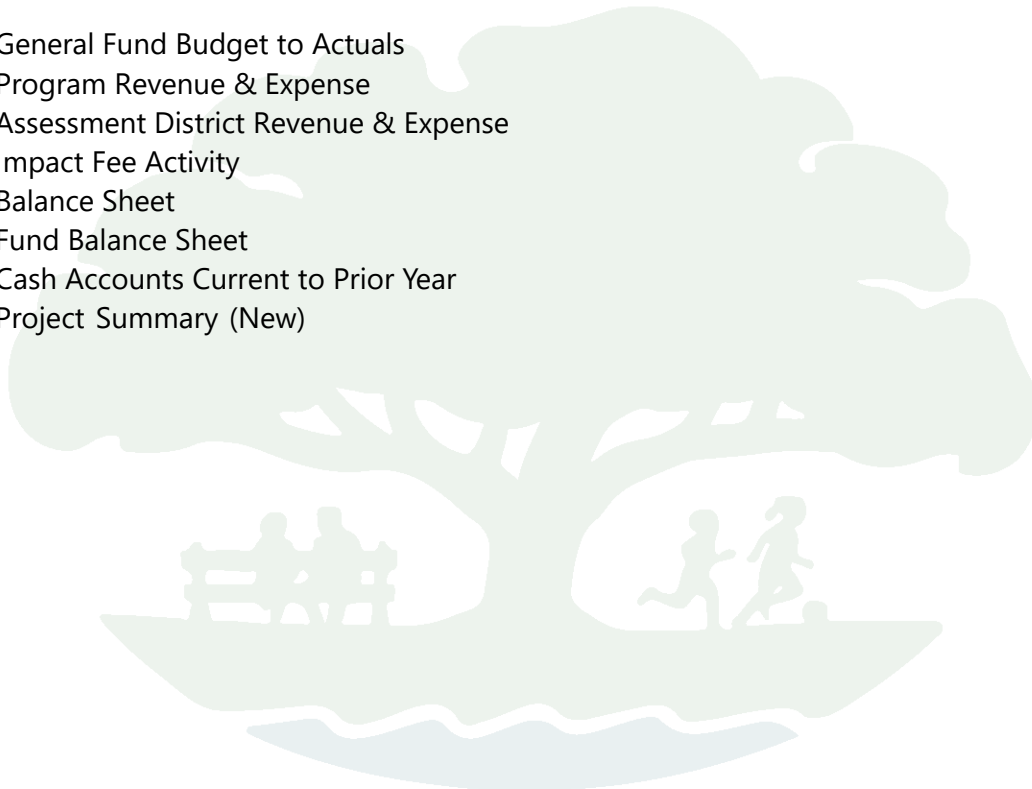 General Fund Budget to Actuals
Program Revenue & Expense
Assessment District Revenue & Expense
Impact Fee Activity
Balance Sheet
Fund Balance Sheet
Cash Accounts Current to Prior Year
Project Summary (New)